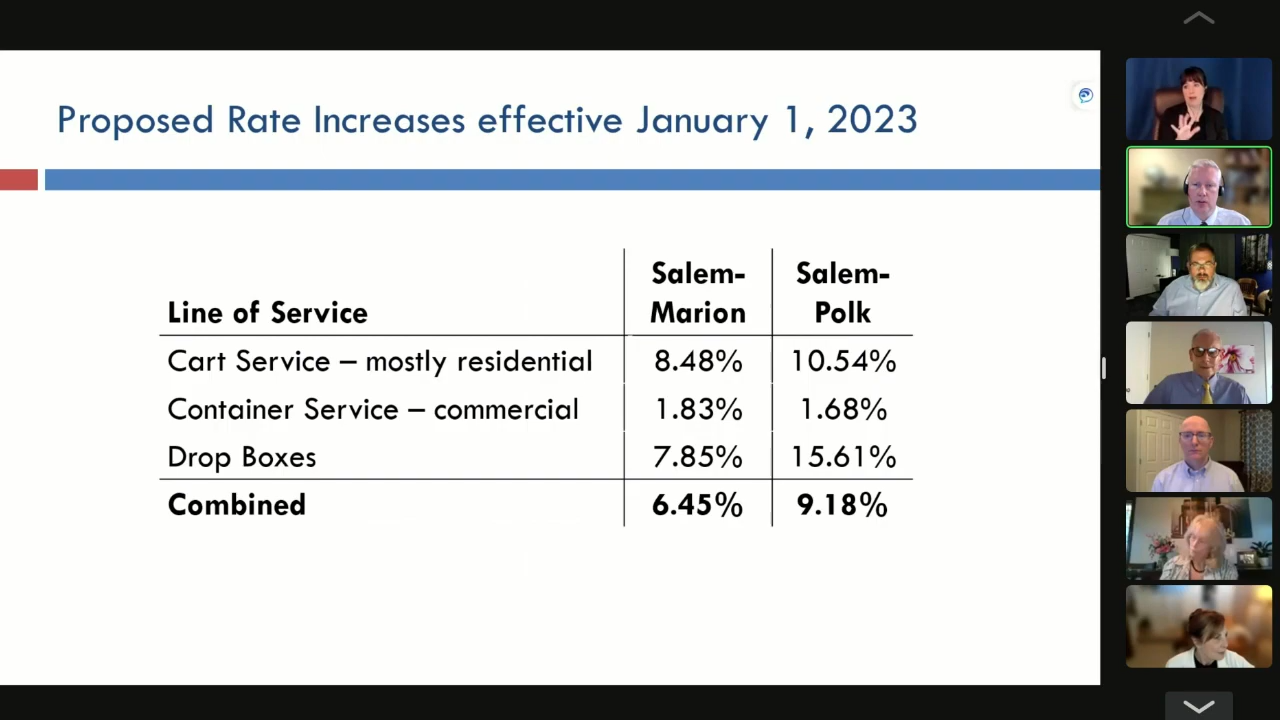 Proposed Rate Increases effective January 1, 2023
Line of Service Salem-Marion Salem-Polk
Cart Service – mostly residential 8.48% 10.54%
Container Service – commercial 1.83% 1.68%
Drop Boxes 7.85% 15.61%
Combined 6.45% 9.18%